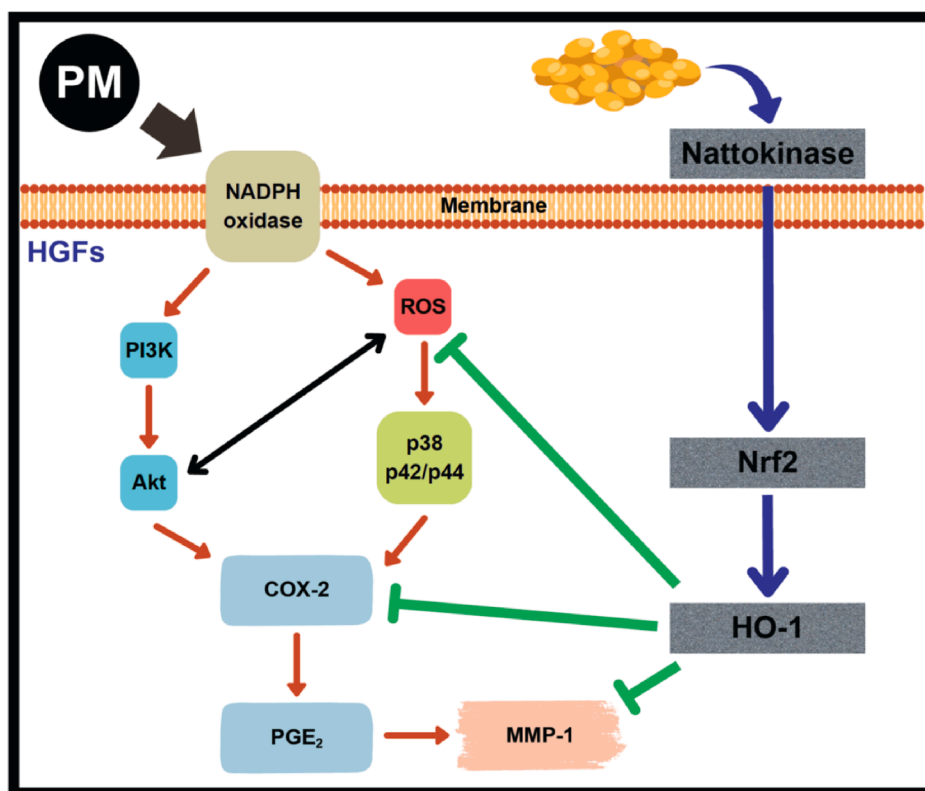 PM
Nattokinase
NADPH
oxidase
Membrane
HGFs
ROS
PI3K
p38
p42/p44
Nrf2
Akt
COX-2
HO-1
PGE₂
MMP-1